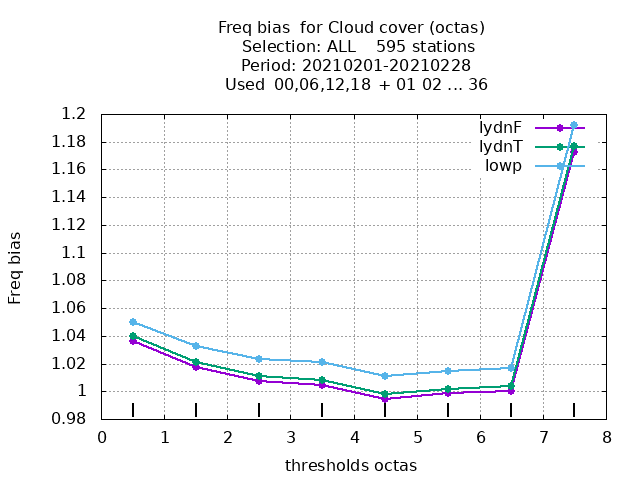 Freq bias  for Cloud cover (octas)
Selection: ALL    595 stations
Period: 20210201-20210228
Used  00,06,12,18  + 01 02 ... 36
1.2
1.18
1.16
1.14
1.12
1.1
1.08
1.06
1.04
1.02
1
0.98
Freq bias
lydnF
lydnT
lowp
0 1 2 3 4 5 6 7 8
thresholds octas